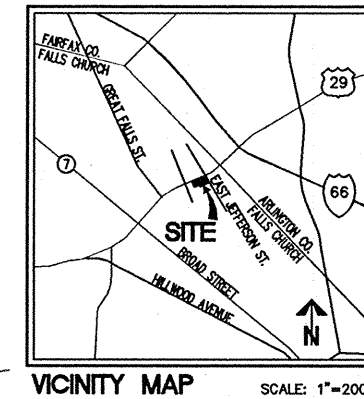 FAIRFAX CO.
FALLS CHURCH
GREAT FALLS ST.
29
7
66
ARLINGTON CO.
FALLS CHURCH
EAST JEFFERSON ST.
SITE
BROAD STREET
HILLWOOD AVENUE
N
VICINITY MAP
SCALE: 1"=200